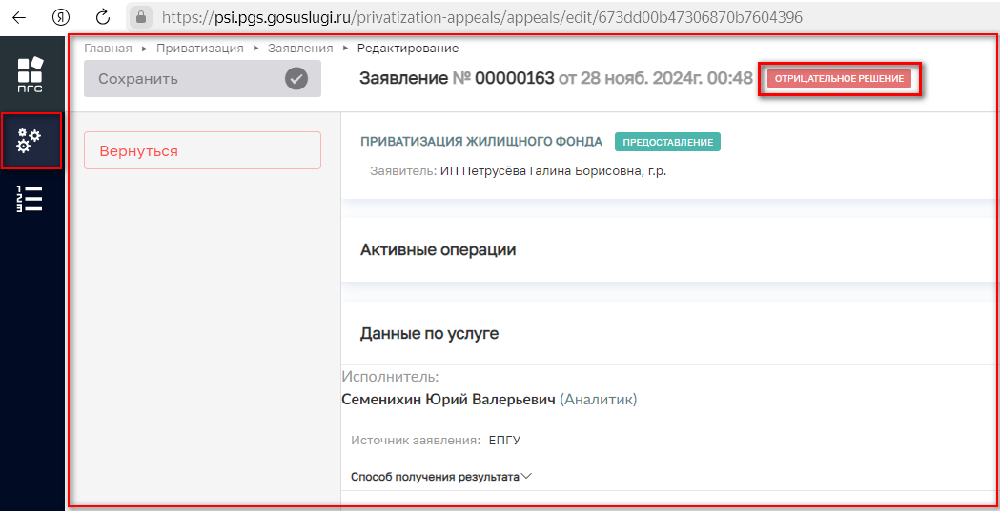 https://psi.pgs.gosuslugi.ru/privatization-appeals/appeals/edit/673dd00b47306870b7604396
Главная ▸ Приватизация ▸ Заявления ▸ Редактирование
ПГС
Сохранить
Заявление № 00000163 от 28 нояб. 2024г. 00:48 ОТРИЦАТЕЛЬНОЕ РЕШЕНИЕ
Вернуться
ПРИВАТИЗАЦИЯ ЖИЛИЩНОГО ФОНДА ПРЕДОСТАВЛЕНИЕ
Заявитель: ИП Петрусёва Галина Борисовна, г.р.
Активные операции
Данные по услуге
Исполнитель:
Семенихин Юрий Валерьевич (Аналитик)
Источник заявления: ЕПГУ
Способ получения результата